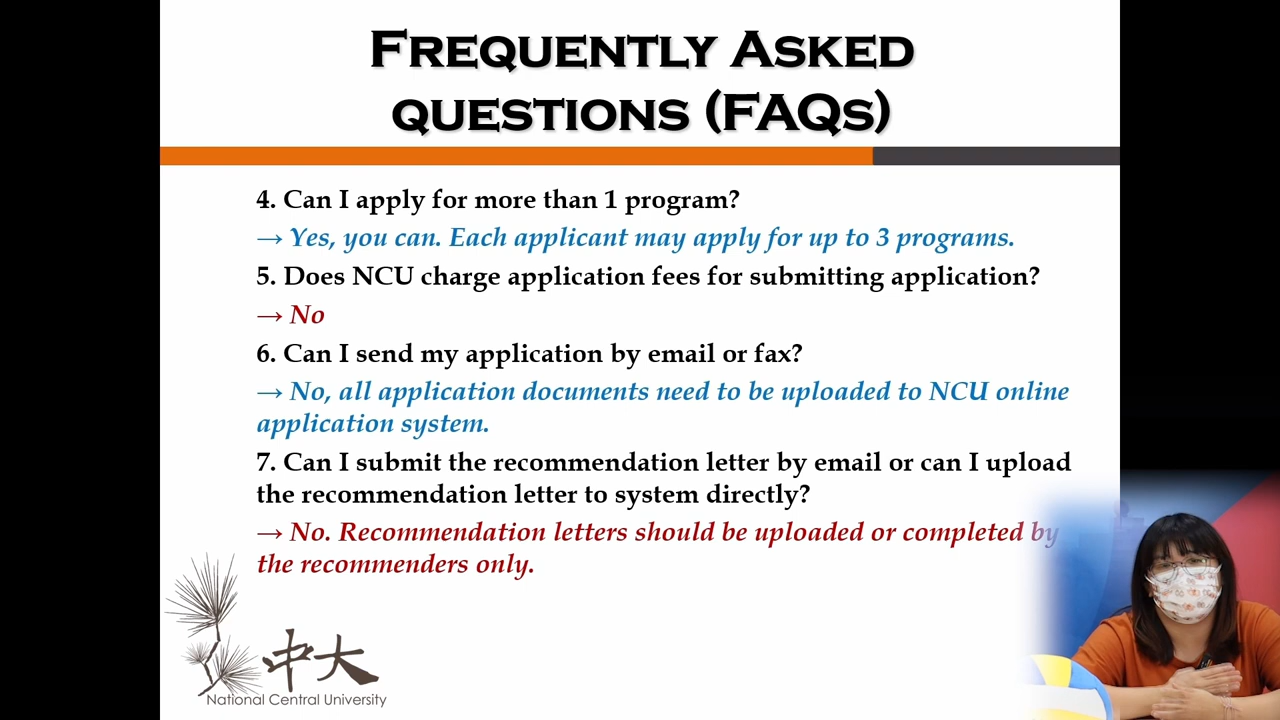 FREQUENTLY ASKED
QUESTIONS (FAQS)
4. Can I apply for more than 1 program?
→ Yes, you can. Each applicant may apply for up to 3 programs.
5. Does NCU charge application fees for submitting application?
→ No
6. Can I send my application by email or fax?
→ No, all application documents need to be uploaded to NCU online
application system.
7. Can I submit the recommendation letter by email or can I upload
the recommendation letter to system directly?
→ No. Recommendation letters should be uploaded or completed by
the recommenders only.
中大
National Central University